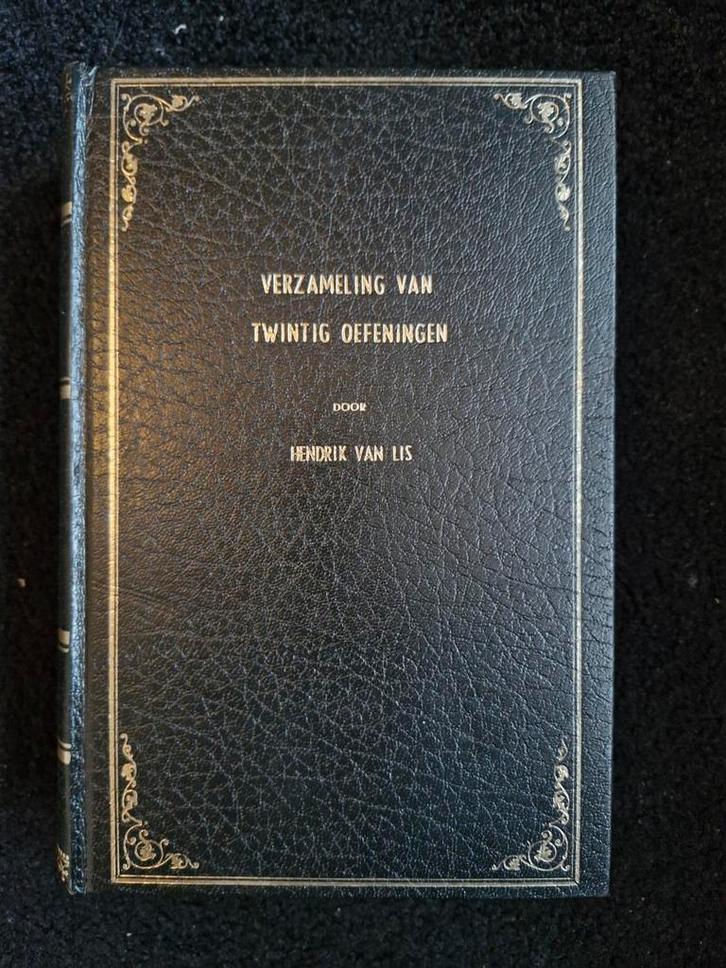 VERZAMELING VAN
TWINTIG OEFENINGEN
DOOR
HENDRIK VAN LIS